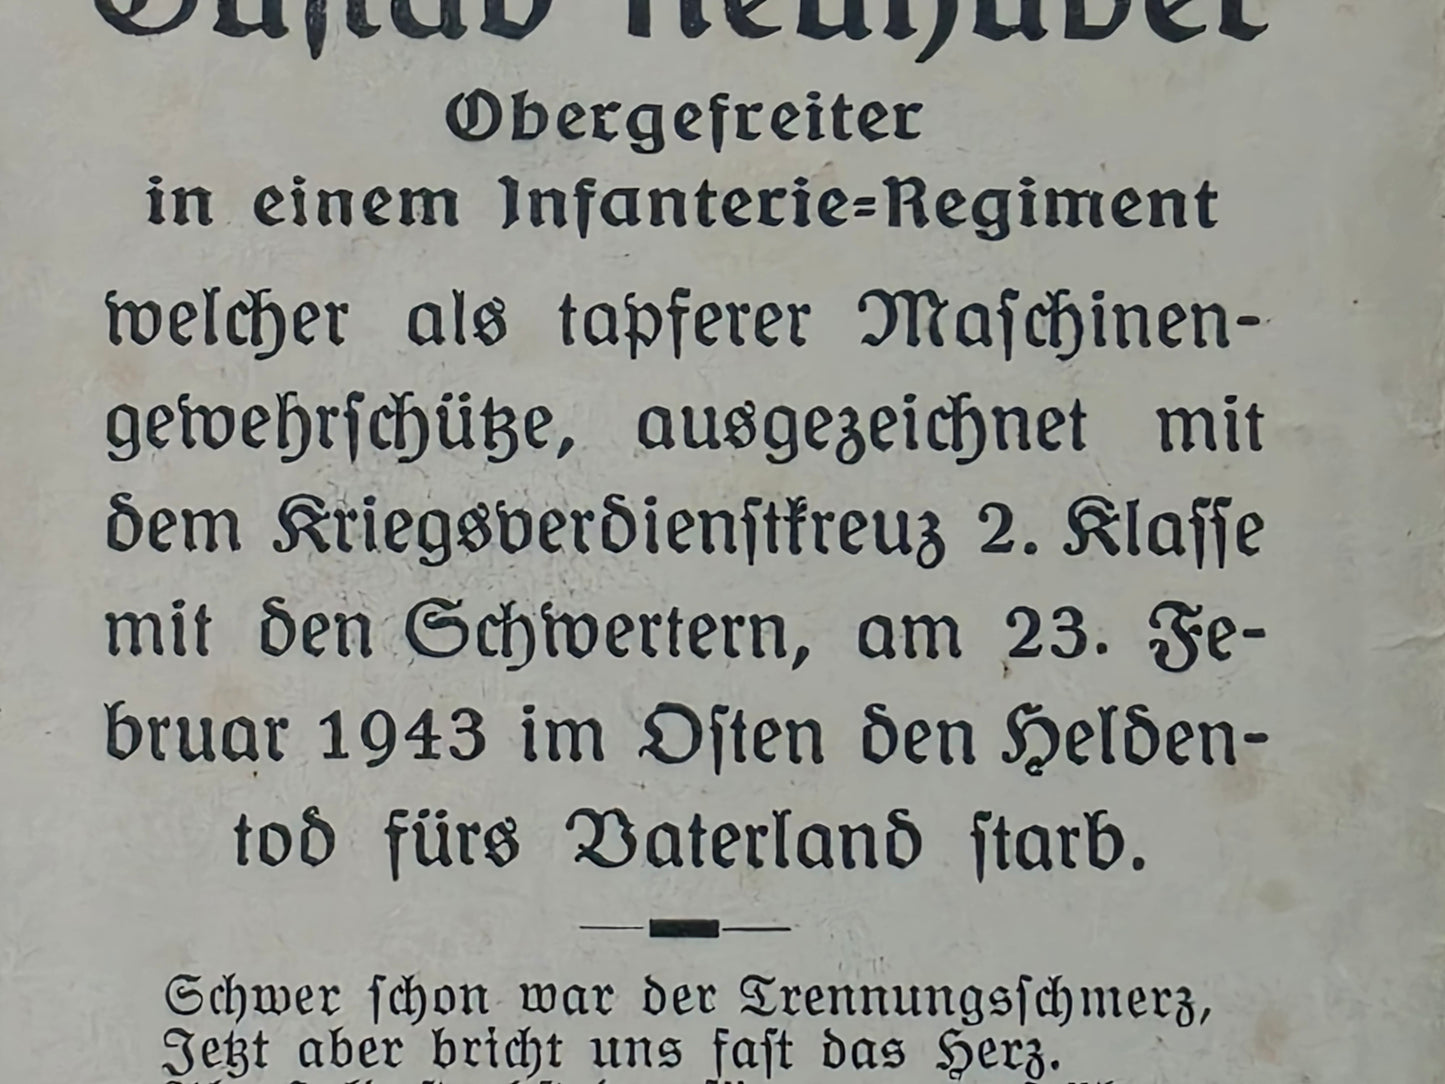 Gustav Neuhuber
Obergefreiter
in einem Infanterie=Regiment
welcher als tapferer Maſchinen-
gewehrſchütze, ausgezeichnet mit
dem Kriegsverdienſtkreuz 2. Klaſſe
mit den Schwertern, am 23. Fe-
bruar 1943 im Oſten den Helden-
tod fürs Vaterland ſtarb.
Schwer ſchon war der Trennungsſchmerz,
Jetzt aber bricht uns faſt das Herz.